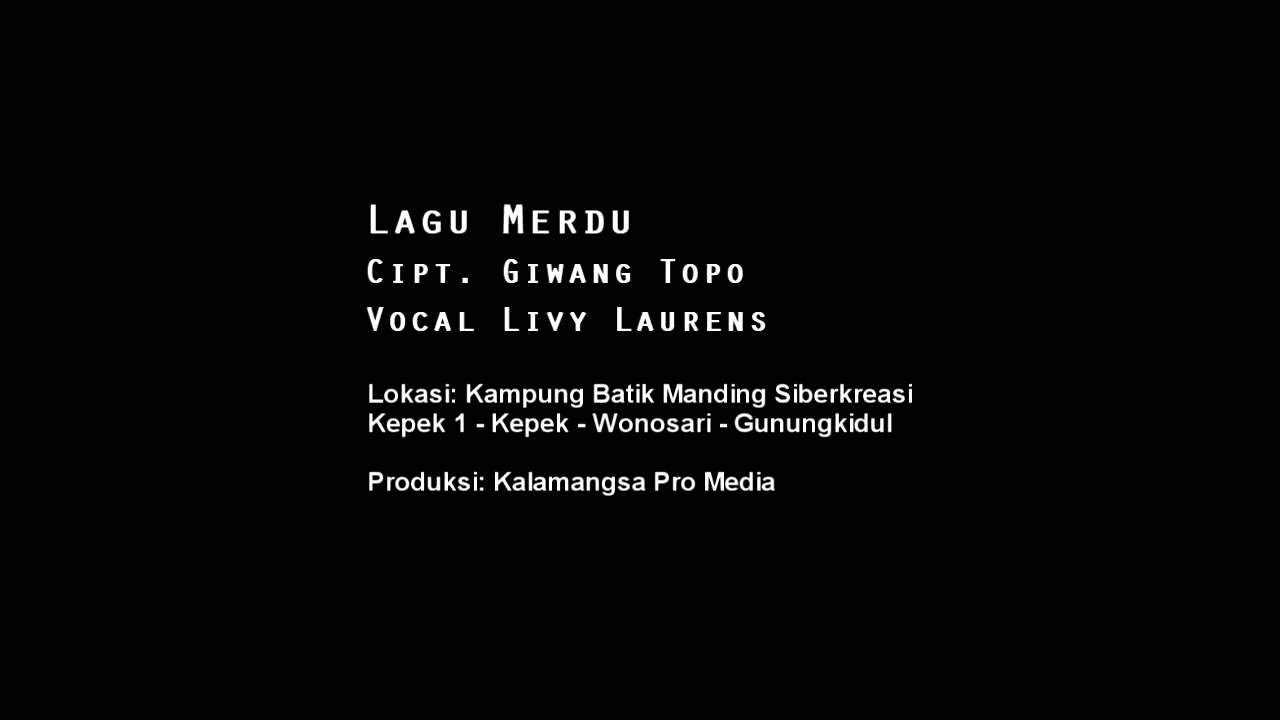 Lagu Merdu
Cipt. Giwang Topo
Vocal Livy Laurens
Lokasi: Kampung Batik Manding Siberkreasi
Kepek 1 - Kepek - Wonosari - Gunungkidul
Produksi: Kalamangsa Pro Media